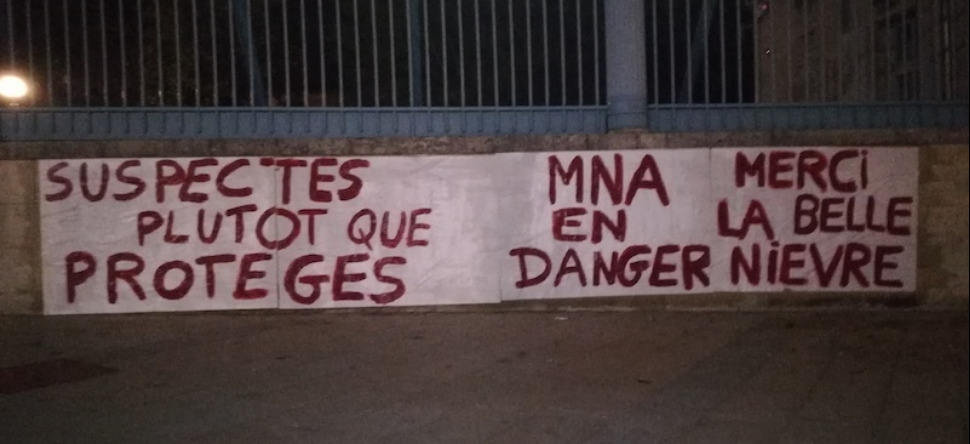 SUSPECTES
PLUTOT QUE
PROTEGES
MNA
EN
DANGER
MERCi
LA BELLE
NiEVRE